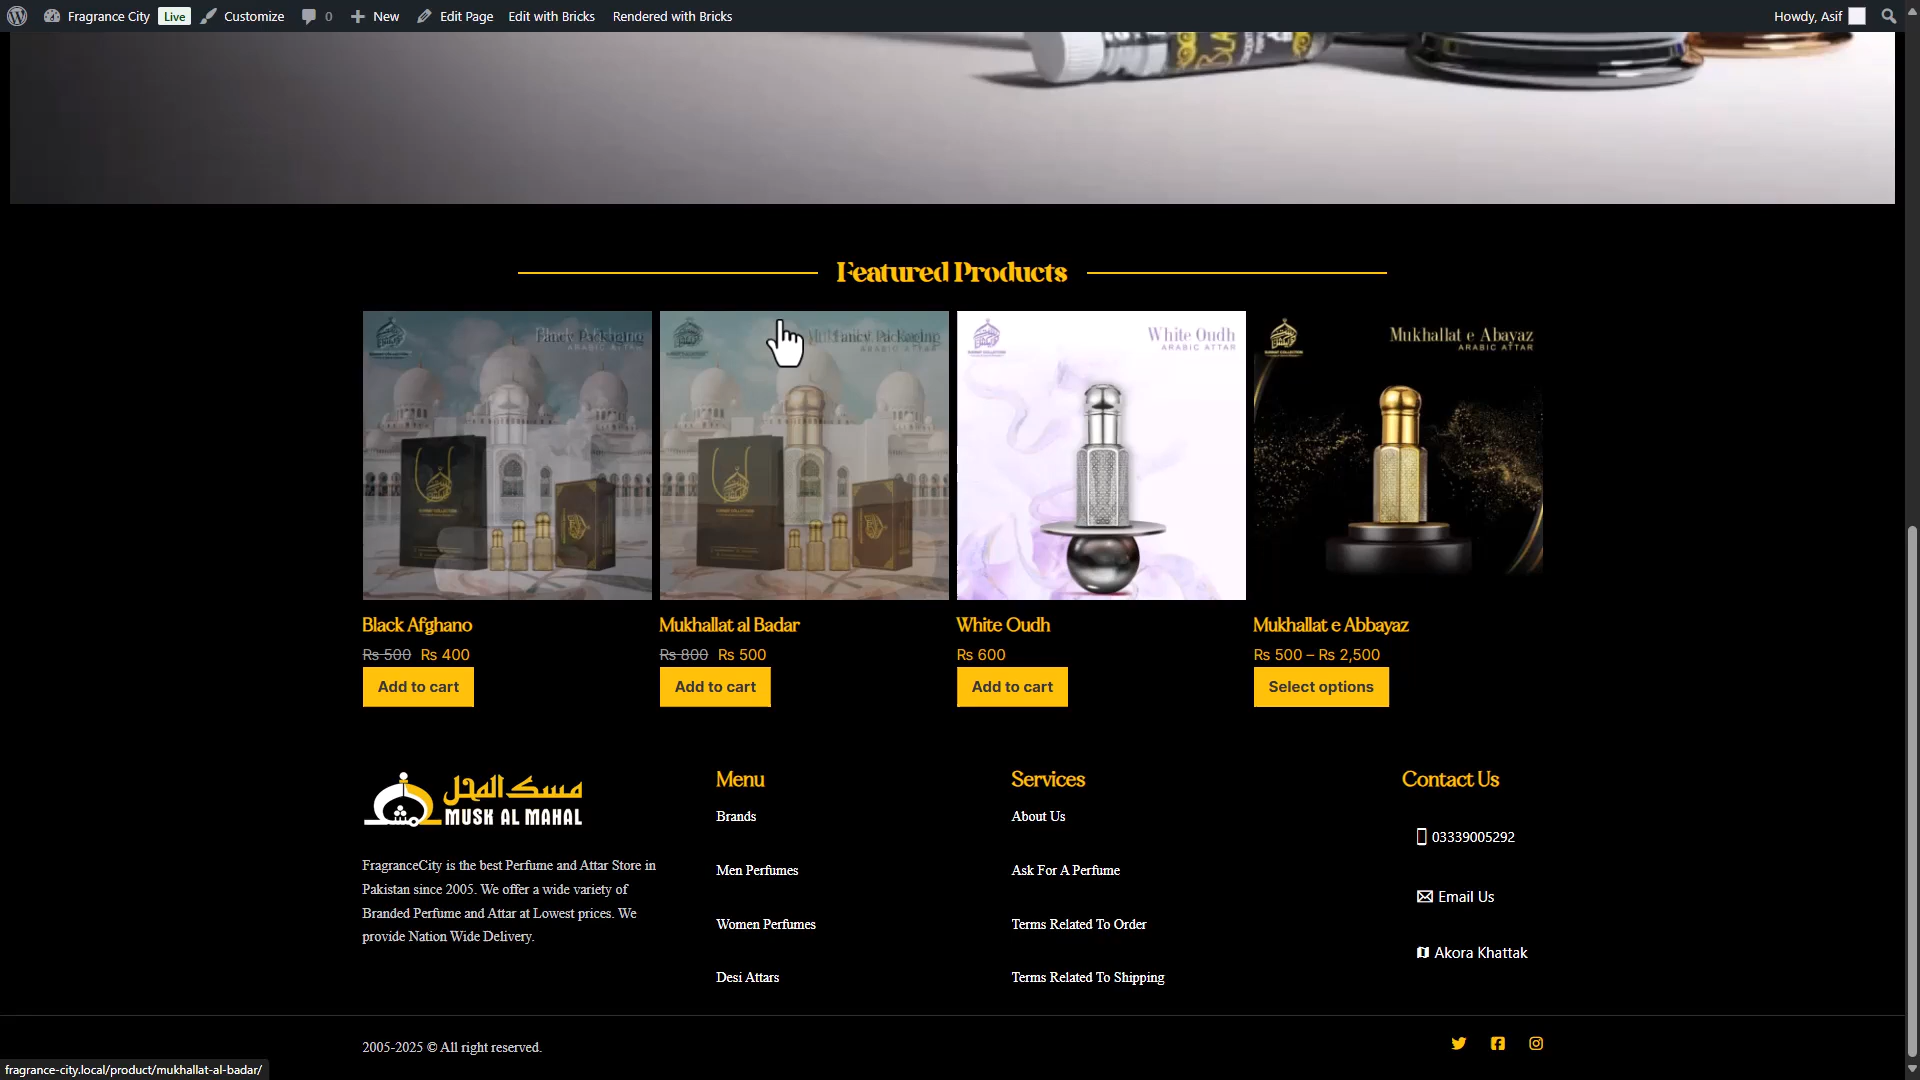 Fragrance City
Live
Customize
0
New
Edit Page
Edit with Bricks
Rendered with Bricks
Howdy, Asif
Featured Products
Fancy Packaging
ARABIC ATTAR
Fancy Packaging
ARABIC ATTAR
White Oudh
ARABIC ATTAR
Mukhallat e Abayaz
ARABIC ATTAR
Black Afghano
Rs 500 Rs 400
Add to cart
Mukhallat al Badar
Rs 800 Rs 500
Add to cart
White Oudh
Rs 600
Add to cart
Mukhallat e Abbayaz
Rs 500 – Rs 2,500
Select options
مسك المحل
MUSK AL MAHAL
FragranceCity is the best Perfume and Attar Store in
Pakistan since 2005. We offer a wide variety of
Branded Perfume and Attar at Lowest prices. We
provide Nation Wide Delivery.
Menu
Brands
Men Perfumes
Women Perfumes
Desi Attars
Services
About Us
Ask For A Perfume
Terms Related To Order
Terms Related To Shipping
Contact Us
03339005292
Email Us
Akora Khattak
2005-2025 © All right reserved.
fragrance-city.local/product/mukhallat-al-badar/